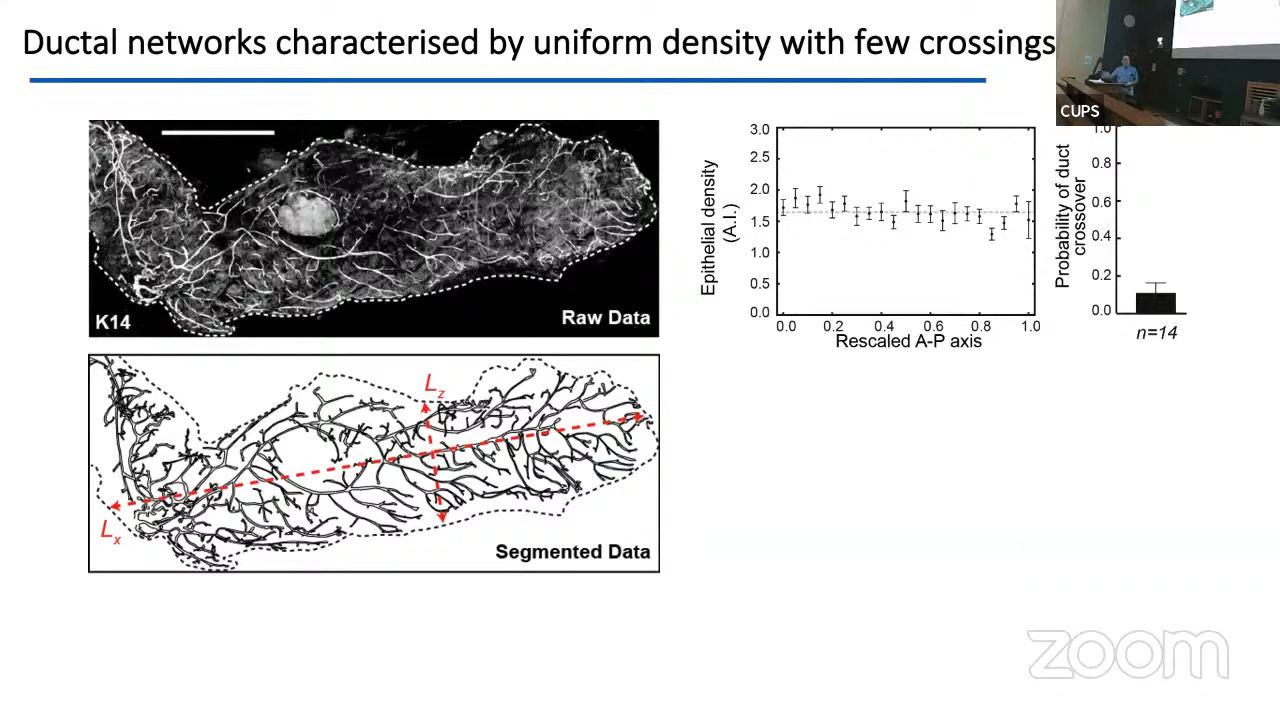 Ductal networks characterised by uniform density with few crossings
CUPS
K14
Raw Data
Lz
Lx
Segmented Data
Epithelial density
(A.I.)
3.0
2.5
2.0
1.5
1.0
0.5
0.0
0.0 0.2 0.4 0.6 0.8 1.0
Rescaled A-P axis
Probability of duct
crossover
1.0
0.8
0.6
0.4
0.2
0.0
n=14
zoom